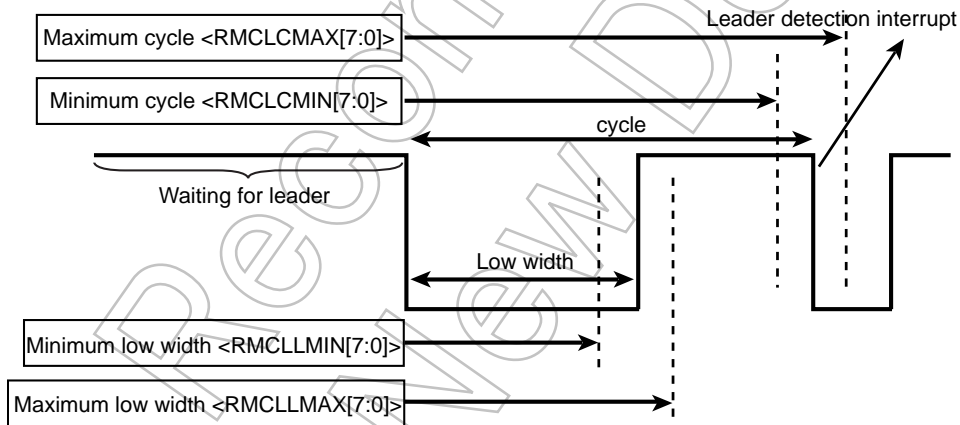 Leader detection interrupt
Maximum cycle <RMCLCMAX[7:0]>
Minimum cycle <RMCLCMIN[7:0]>
cycle
Waiting for leader
Low width
Minimum low width <RMCLLMIN[7:0]>
Maximum low width <RMCLLMAX[7:0]>